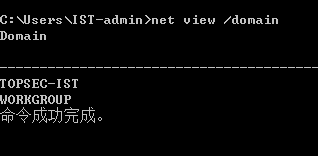 C:\Users\IST-admin>net view /domain
Domain
-------------------------------------------------------------------------------
TOPSEC-IST
WORKGROUP
命令成功完成。